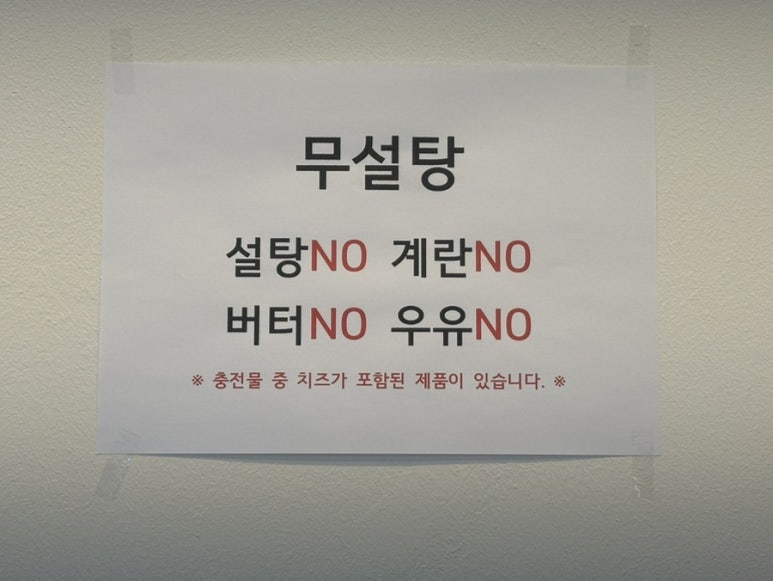 무설탕
설탕NO 계란NO
버터NO 우유NO
※ 충전물 중 치즈가 포함된 제품이 있습니다. ※